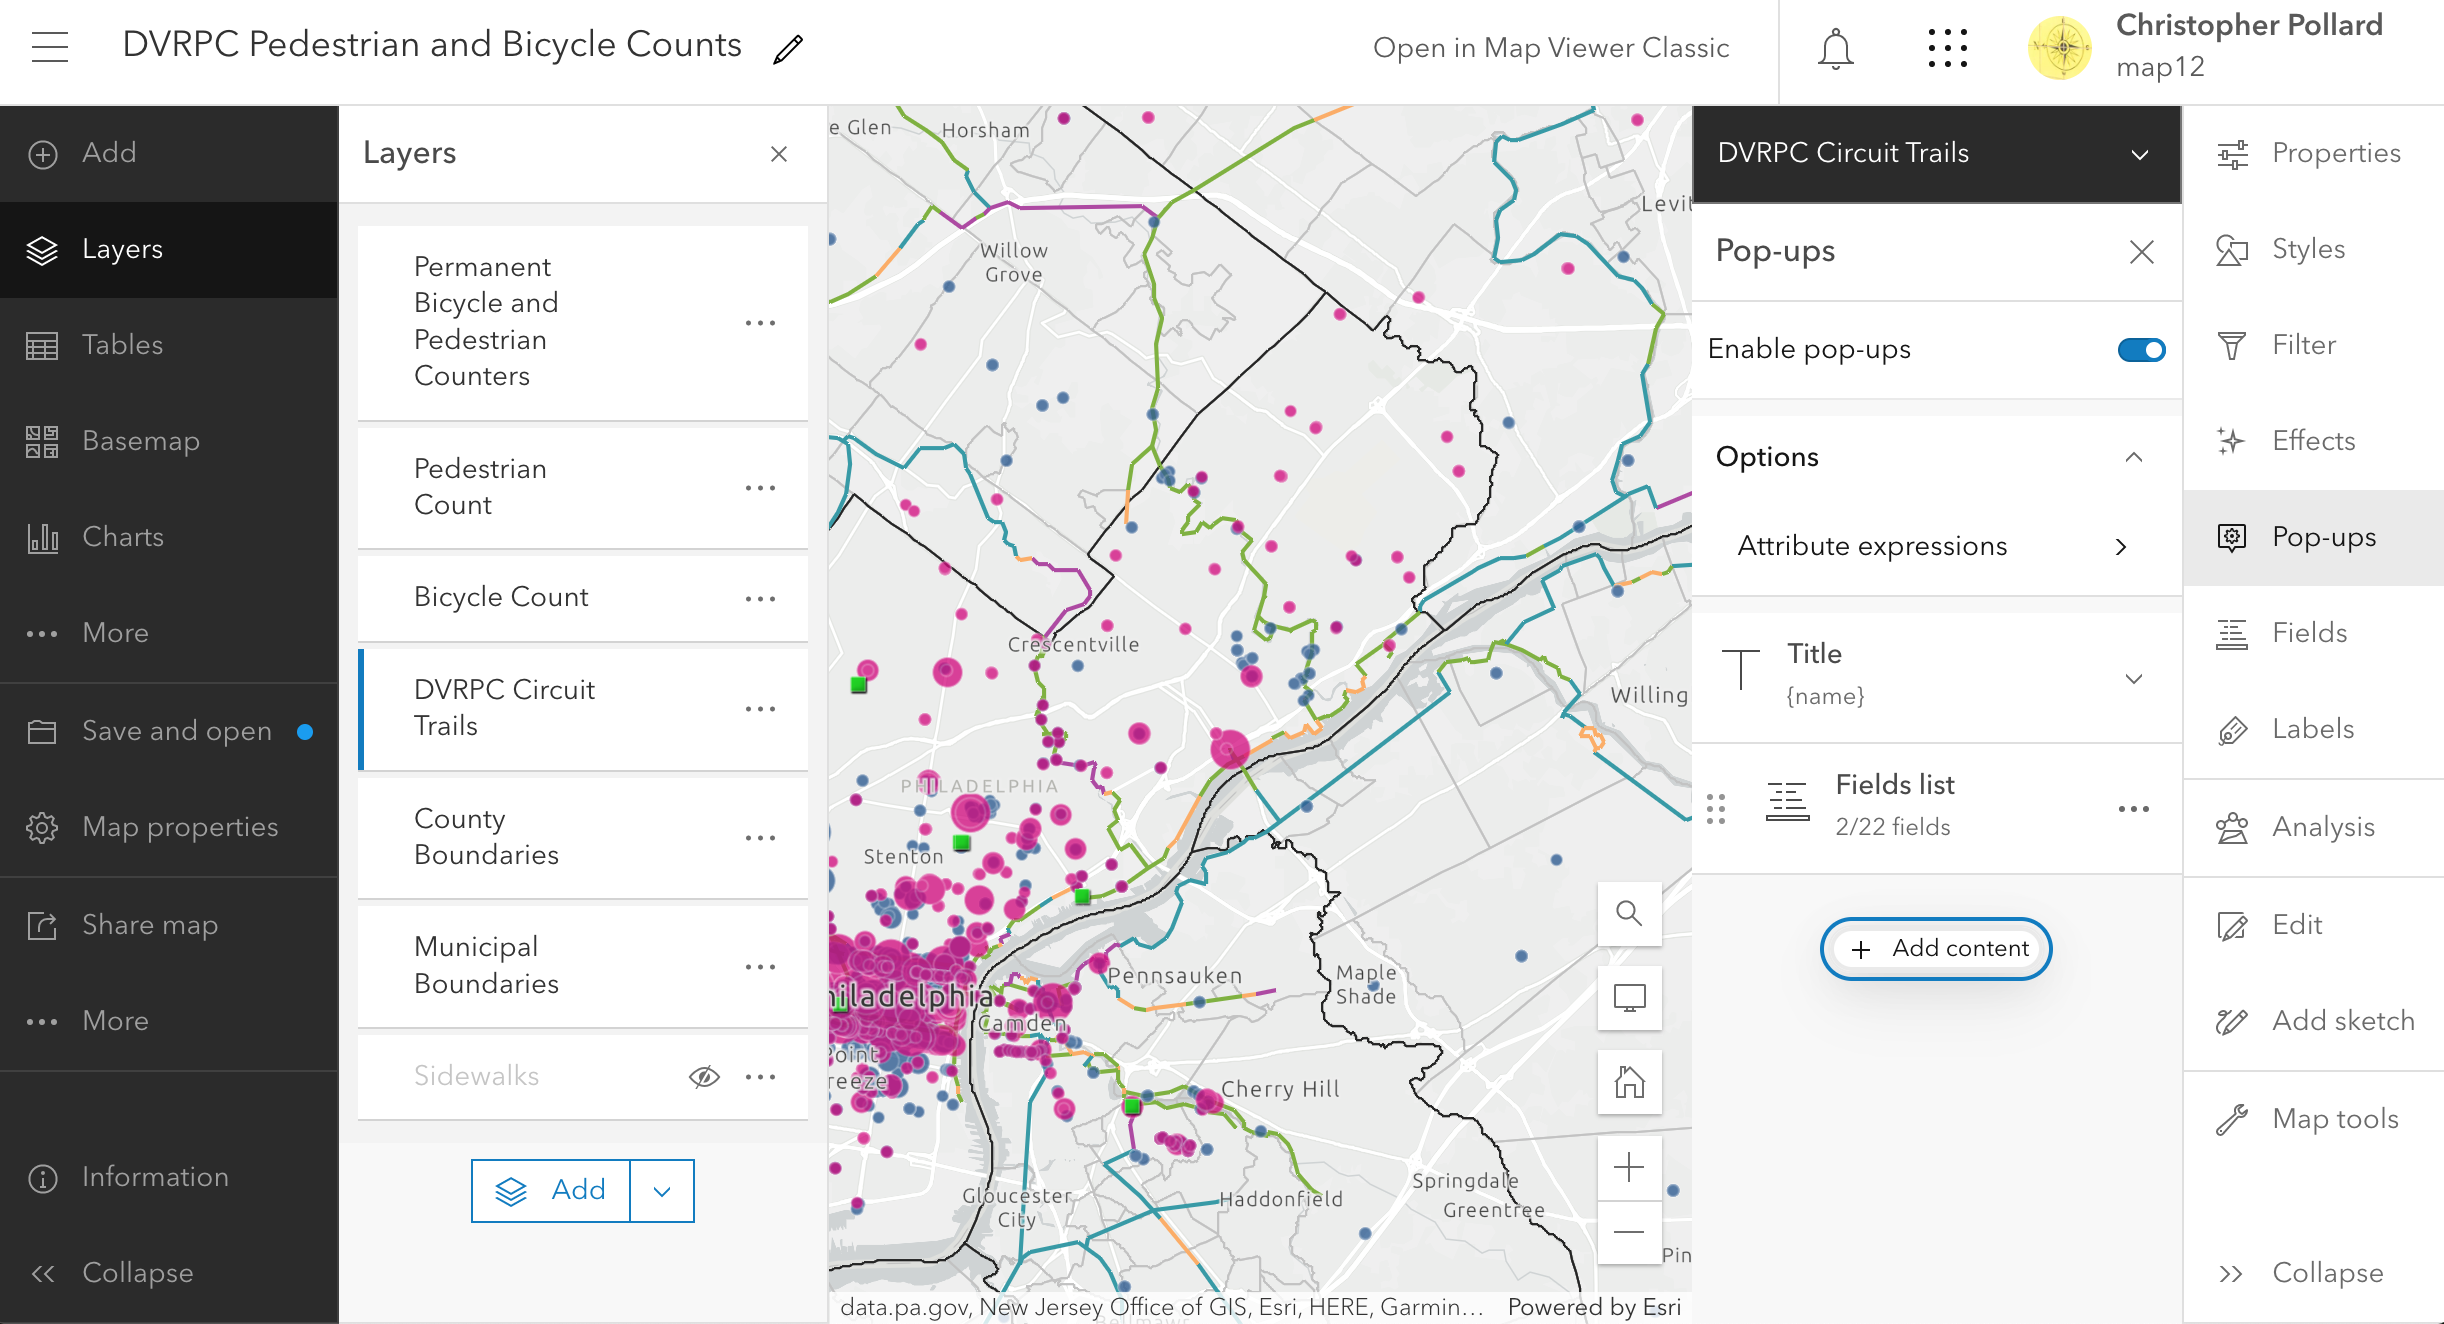 DVRPC Pedestrian and Bicycle Counts
Open in Map Viewer Classic
Christopher Pollard
map12
Add
Layers
Tables
Basemap
Charts
More
Save and open
Map properties
Share map
More
Information
Collapse
Layers
Permanent
Bicycle and
Pedestrian
Counters
Pedestrian
Count
Bicycle Count
DVRPC Circuit
Trails
County
Boundaries
Municipal
Boundaries
Sidewalks
Add
e Glen
Horsham
Willow
Grove
Levit
Crescentville
Willing
PHILADELPHIA
Stenton
Pennsauken
Maple
Shade
hiladelphia
Camden
Point
reeze
Cherry Hill
Gloucester
City
Haddonfield
Springdale
Greentree
Pin
Bellmawr
data.pa.gov, New Jersey Office of GIS, Esri, HERE, Garmin...
Powered by Esri
DVRPC Circuit Trails
Pop-ups
Enable pop-ups
Options
Attribute expressions
Title
{name}
Fields list
2/22 fields
Add content
Properties
Styles
Filter
Effects
Pop-ups
Fields
Labels
Analysis
Edit
Add sketch
Map tools
Collapse